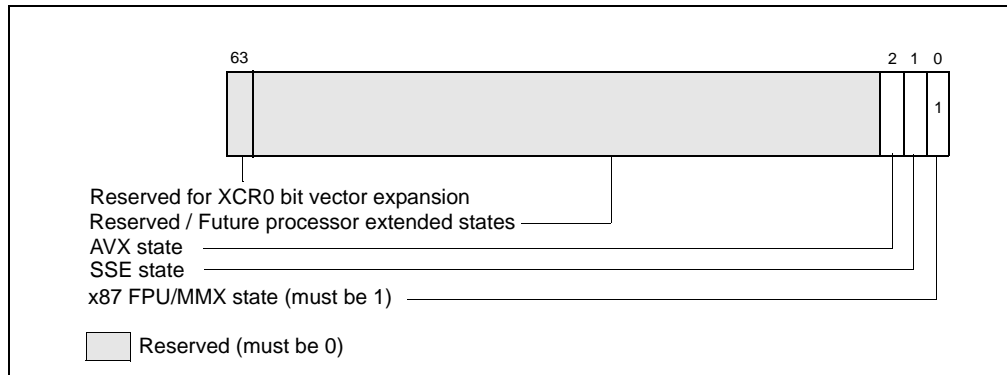 63 2 1 0
1
Reserved for XCR0 bit vector expansion
Reserved / Future processor extended states
AVX state
SSE state
x87 FPU/MMX state (must be 1)
Reserved (must be 0)